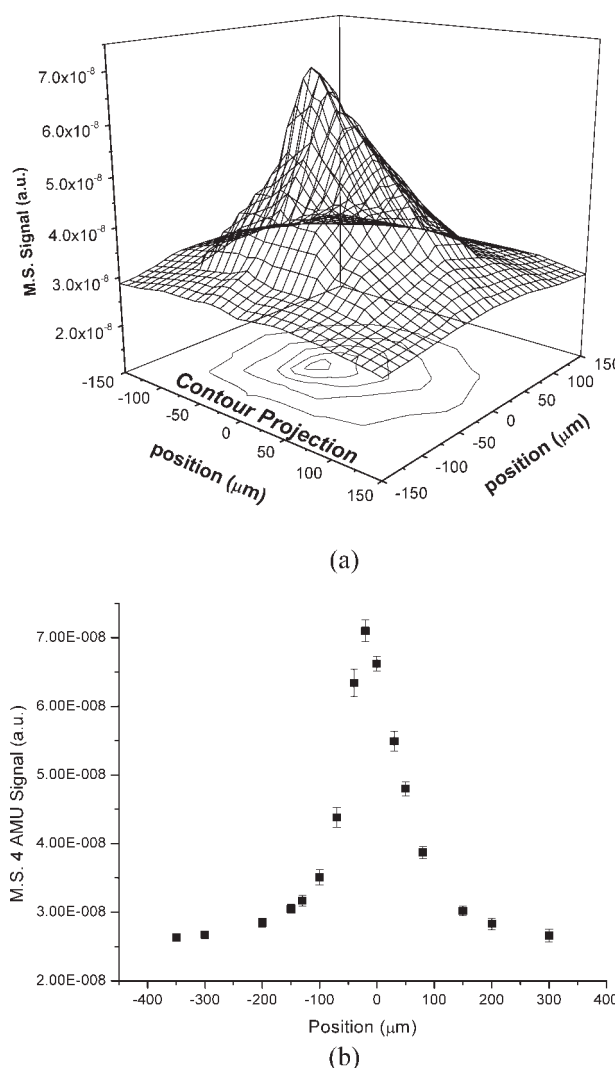 7.0x10⁻⁸
6.0x10⁻⁸
5.0x10⁻⁸
4.0x10⁻⁸
3.0x10⁻⁸
2.0x10⁻⁸
M.S. Signal (a.u.)
-150
-100
-50
0
50
100
150
position (μm)
Contour Projection
-150
-100
-50
0
50
100
150
position (μm)
(a)
7.00E-008
6.00E-008
5.00E-008
4.00E-008
3.00E-008
2.00E-008
M.S. 4 AMU Signal (a.u.)
-400 -300 -200 -100 0 100 200 300 400
Position (μm)
(b)